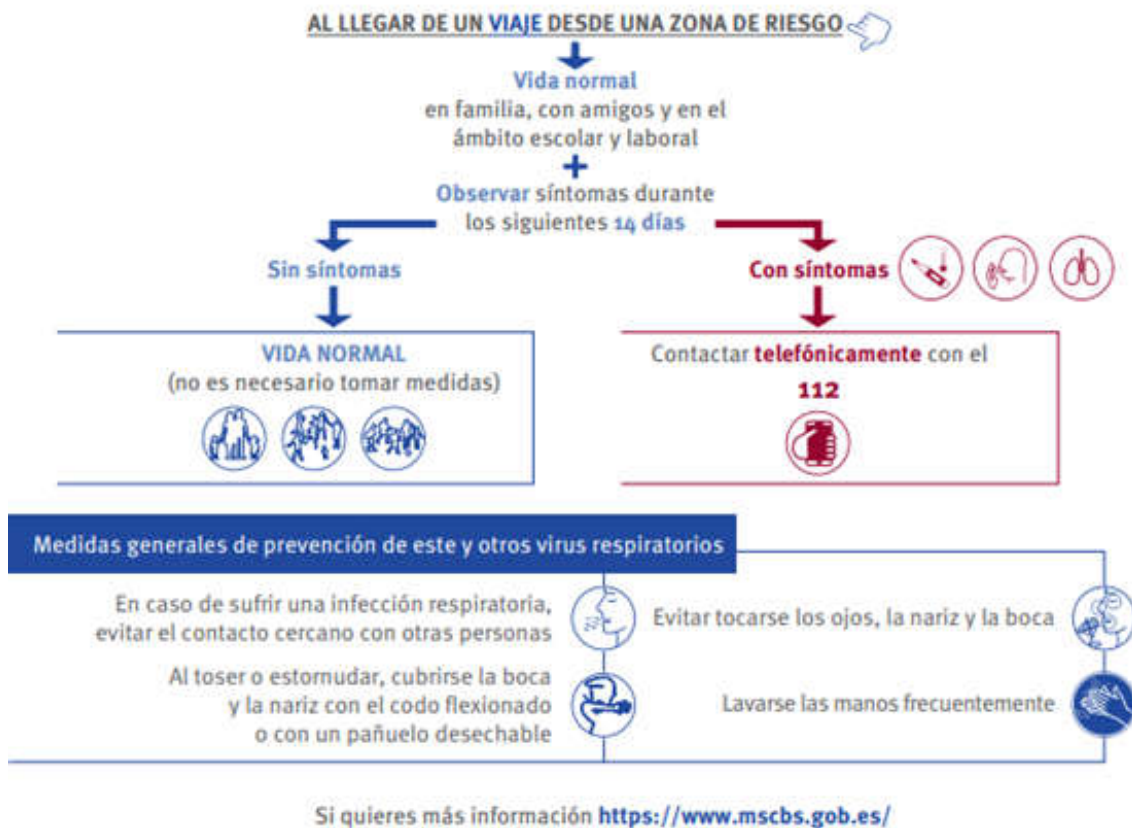 AL LLEGAR DE UN VIAJE DESDE UNA ZONA DE RIESGO
Vida normal
en familia, con amigos y en el
ámbito escolar y laboral
+
Observar síntomas durante
los siguientes 14 días
Sin síntomas
Con síntomas
VIDA NORMAL
(no es necesario tomar medidas)
Contactar telefónicamente con el
112
Medidas generales de prevención de este y otros virus respiratorios
En caso de sufrir una infección respiratoria,
evitar el contacto cercano con otras personas
Al toser o estornudar, cubrirse la boca
y la nariz con el codo flexionado
o con un pañuelo desechable
Evitar tocarse los ojos, la nariz y la boca
Lavarse las manos frecuentemente
Si quieres más información https://www.mscbs.gob.es/